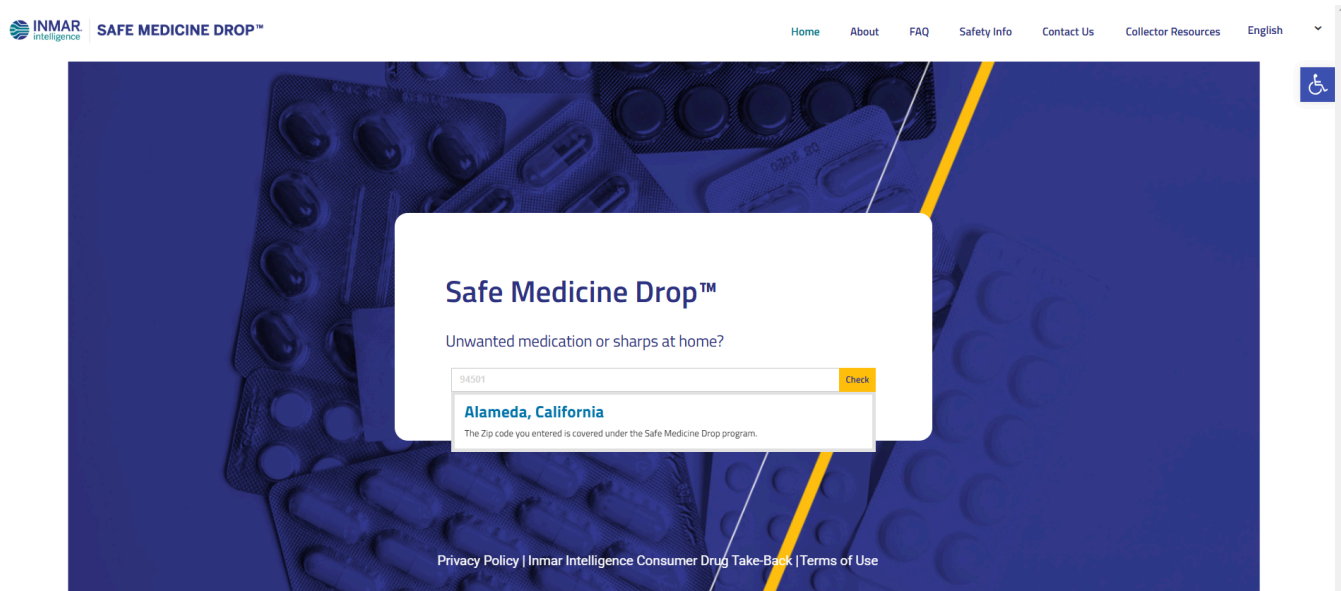 INMAR.
intelligence
SAFE MEDICINE DROP™
Home About FAQ Safety Info Contact Us Collector Resources English
Safe Medicine Drop™
Unwanted medication or sharps at home?
94501 Check
Alameda, California
The Zip code you entered is covered under the Safe Medicine Drop program.
Privacy Policy | Inmar Intelligence Consumer Drug Take-Back | Terms of Use